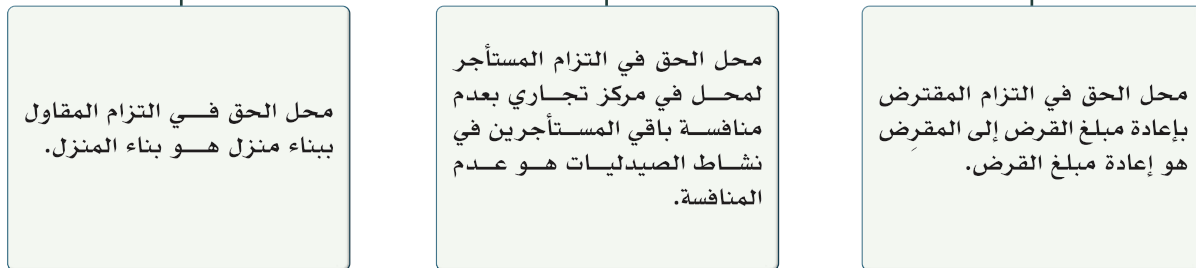 محل الحق في التزام المقترض
بإعادة مبلغ القرض إلى المقرِض
هو إعادة مبلغ القرض.
محل الحق في التزام المستأجر
لمحل في مركز تجاري بعدم
منافسة باقي المستأجرين في
نشاط الصيدليات هو عدم
المنافسة.
محل الحق في التزام المقاول
ببناء منزل هو بناء المنزل.